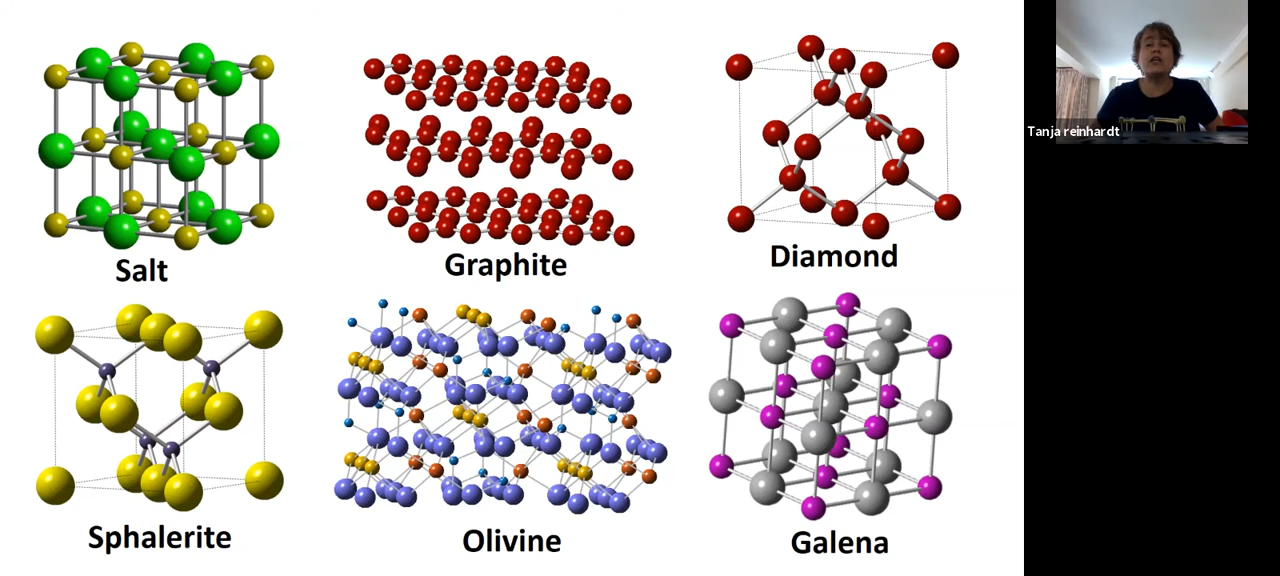 Salt
Graphite
Diamond
Tanja reinhardt
Sphalerite
Olivine
Galena